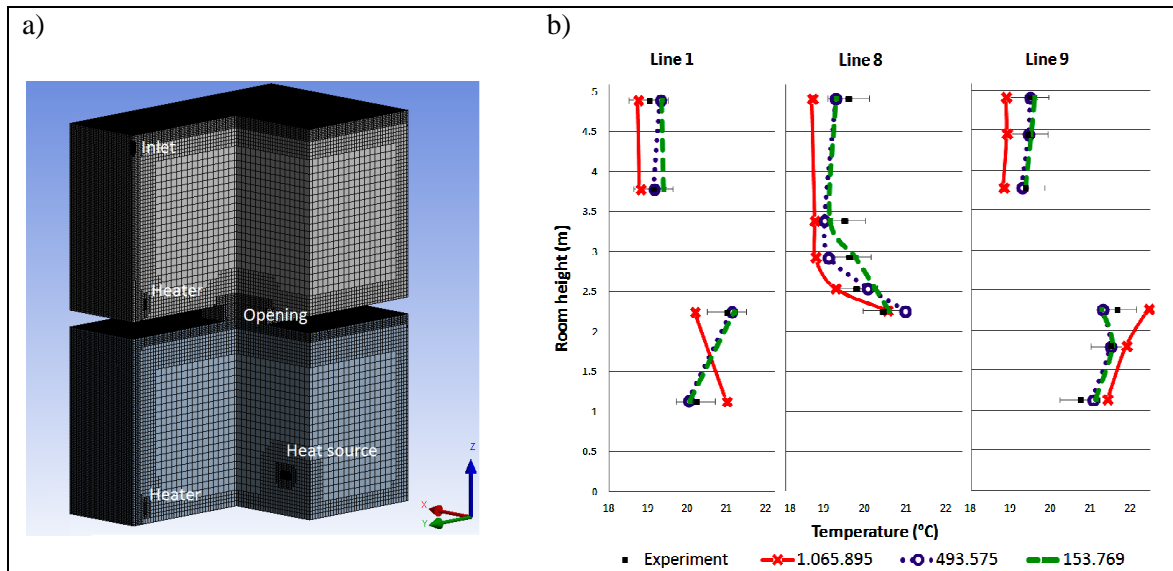 a)
Inlet
Heater
Opening
Heat source
Heater
Z
X
Y
b)
Line 1
Line 8
Line 9
Room height (m)
5
4.5
4
3.5
3
2.5
2
1.5
1
0.5
0
18 19 20 21 22
18 19 20 21 22
18 19 20 21 22
Temperature (°C)
Experiment
1.065.895
493.575
153.769